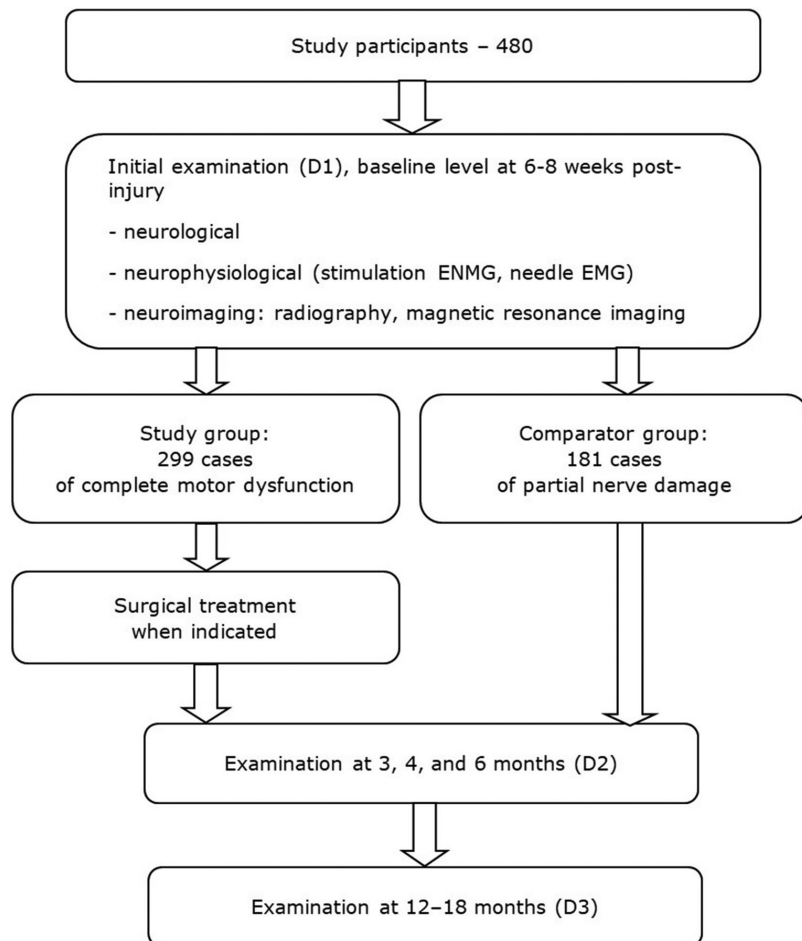 Study participants – 480
Initial examination (D1), baseline level at 6-8 weeks post-
injury
- neurological
- neurophysiological (stimulation ENMG, needle EMG)
- neuroimaging: radiography, magnetic resonance imaging
Study group:
299 cases
of complete motor dysfunction
Comparator group:
181 cases
of partial nerve damage
Surgical treatment
when indicated
Examination at 3, 4, and 6 months (D2)
Examination at 12–18 months (D3)